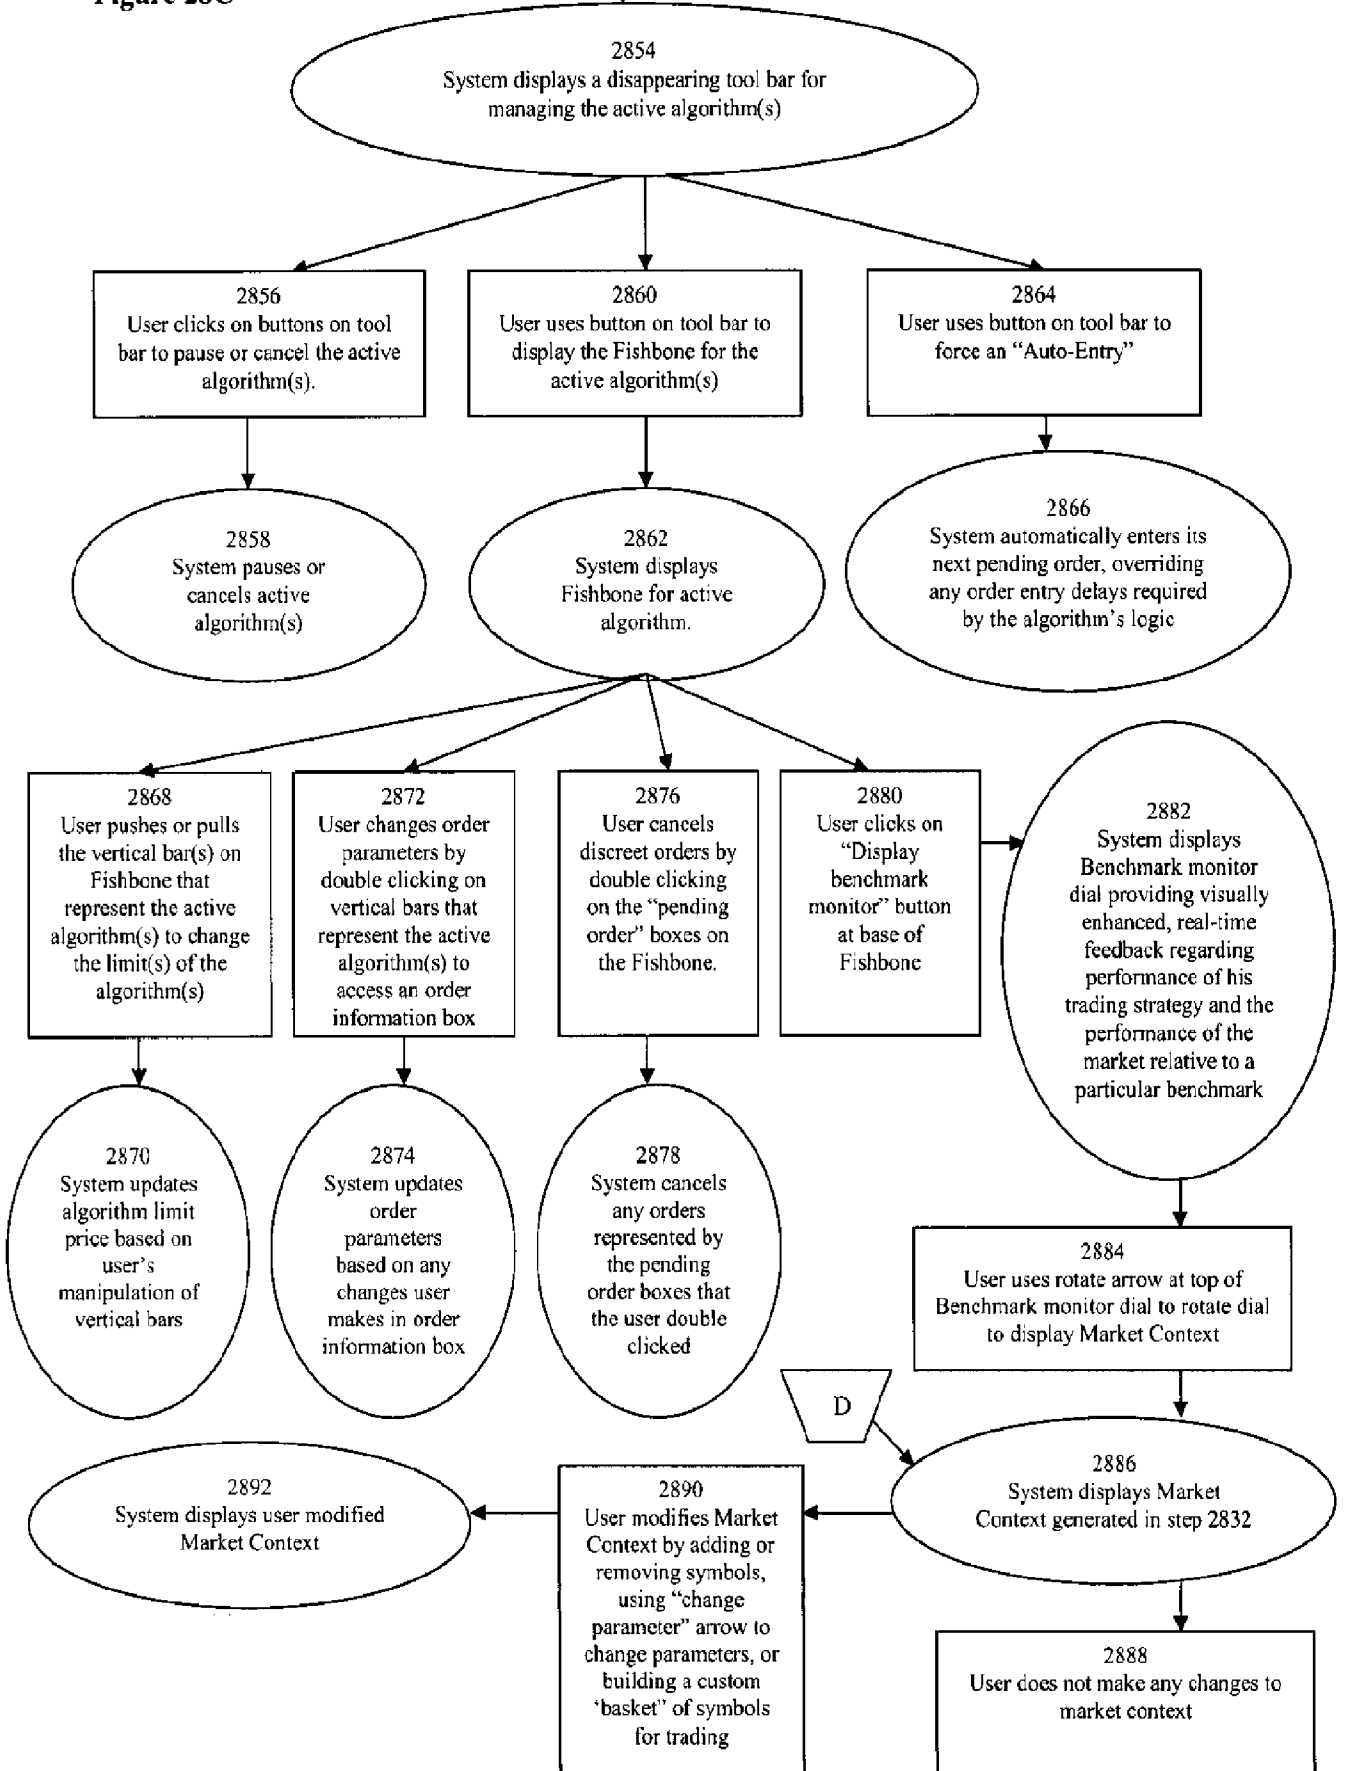 Figure 28C
2854
System displays a disappearing tool bar for
managing the active algorithm(s)
2856
User clicks on buttons on tool
bar to pause or cancel the active
algorithm(s).
2860
User uses button on tool bar to
display the Fishbone for the
active algorithm(s)
2864
User uses button on tool bar to
force an “Auto-Entry”
2858
System pauses or
cancels active
algorithm(s)
2862
System displays
Fishbone for active
algorithm.
2866
System automatically enters its
next pending order, overriding
any order entry delays required
by the algorithm’s logic
2868
User pushes or pulls
the vertical bar(s) on
Fishbone that
represent the active
algorithm(s) to change
the limit(s) of the
algorithm(s)
2872
User changes order
parameters by
double clicking on
vertical bars that
represent the active
algorithm(s) to
access an order
information box
2876
User cancels
discreet orders by
double clicking
on the “pending
order” boxes on
the Fishbone.
2880
User clicks on
“Display
benchmark
monitor” button
at base of
Fishbone
2882
System displays
Benchmark monitor
dial providing visually
enhanced, real-time
feedback regarding
performance of his
trading strategy and the
performance of the
market relative to a
particular benchmark
2870
System updates
algorithm limit
price based on
user’s
manipulation of
vertical bars
2874
System updates
order
parameters
based on any
changes user
makes in order
information box
2878
System cancels
any orders
represented by
the pending
order boxes that
the user double
clicked
2884
User uses rotate arrow at top of
Benchmark monitor dial to rotate dial
to display Market Context
D
2886
System displays Market
Context generated in step 2832
2892
System displays user modified
Market Context
2890
User modifies Market
Context by adding or
removing symbols,
using “change
parameter” arrow to
change parameters, or
building a custom
‘basket” of symbols
for trading
2888
User does not make any changes to
market context